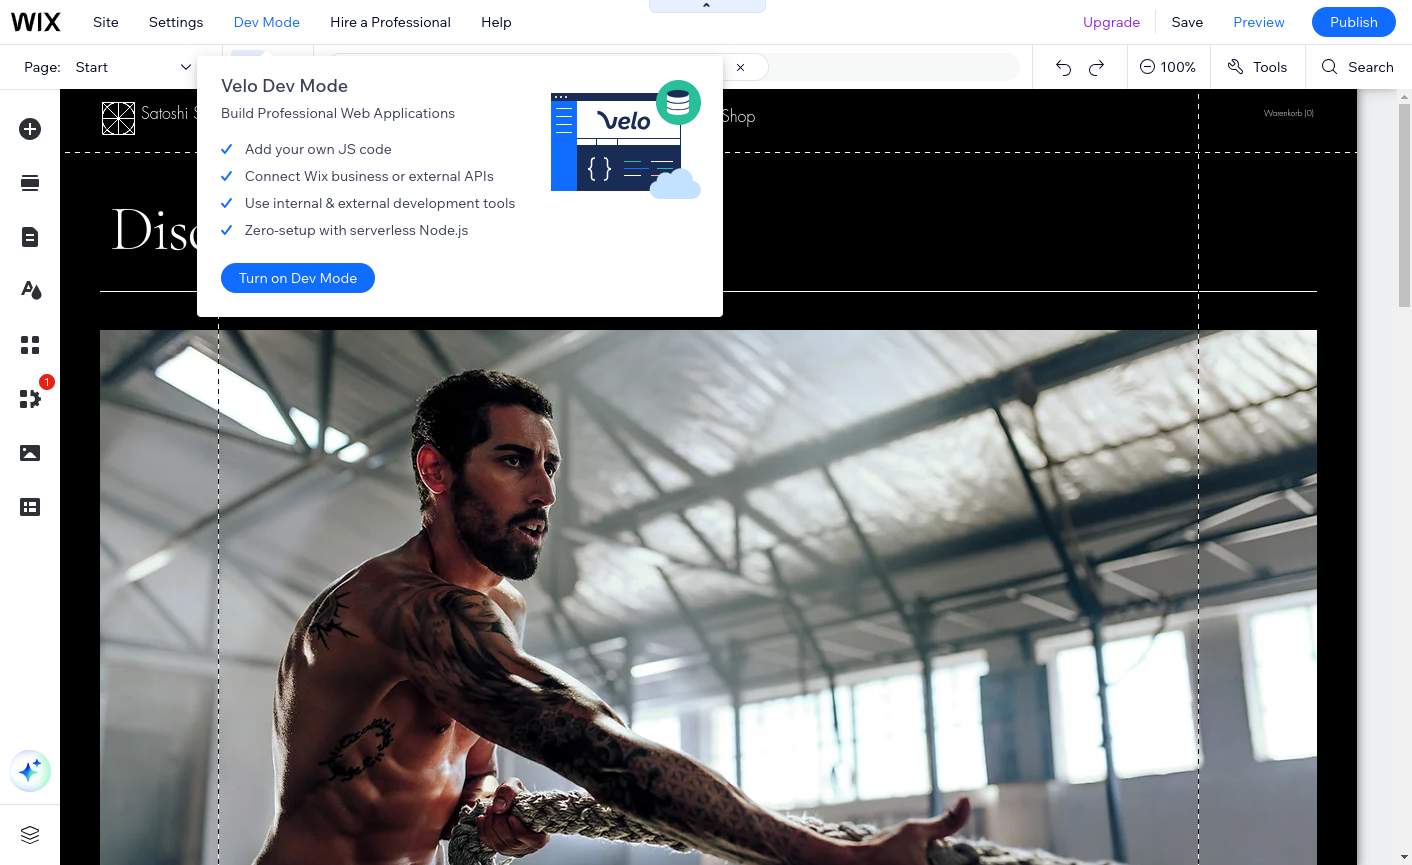 WIX Site Settings Dev Mode Hire a Professional Help Upgrade Save Preview Publish
Page: Start 100% Tools Search
Velo Dev Mode
Build Professional Web Applications
Add your own JS code
Connect Wix business or external APIs
Use internal & external development tools
Zero-setup with serverless Node.js
Turn on Dev Mode
velo
{ }
Satoshi
Shop
Warenkorb (0)
1